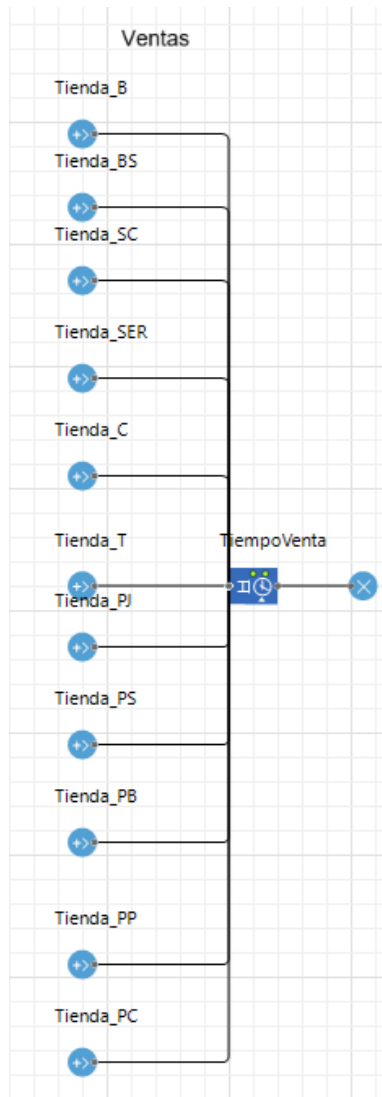 Ventas
Tienda_B
Tienda_BS
Tienda_SC
Tienda_SER
Tienda_C
Tienda_T
TiempoVenta
Tienda_PJ
Tienda_PS
Tienda_PB
Tienda_PP
Tienda_PC